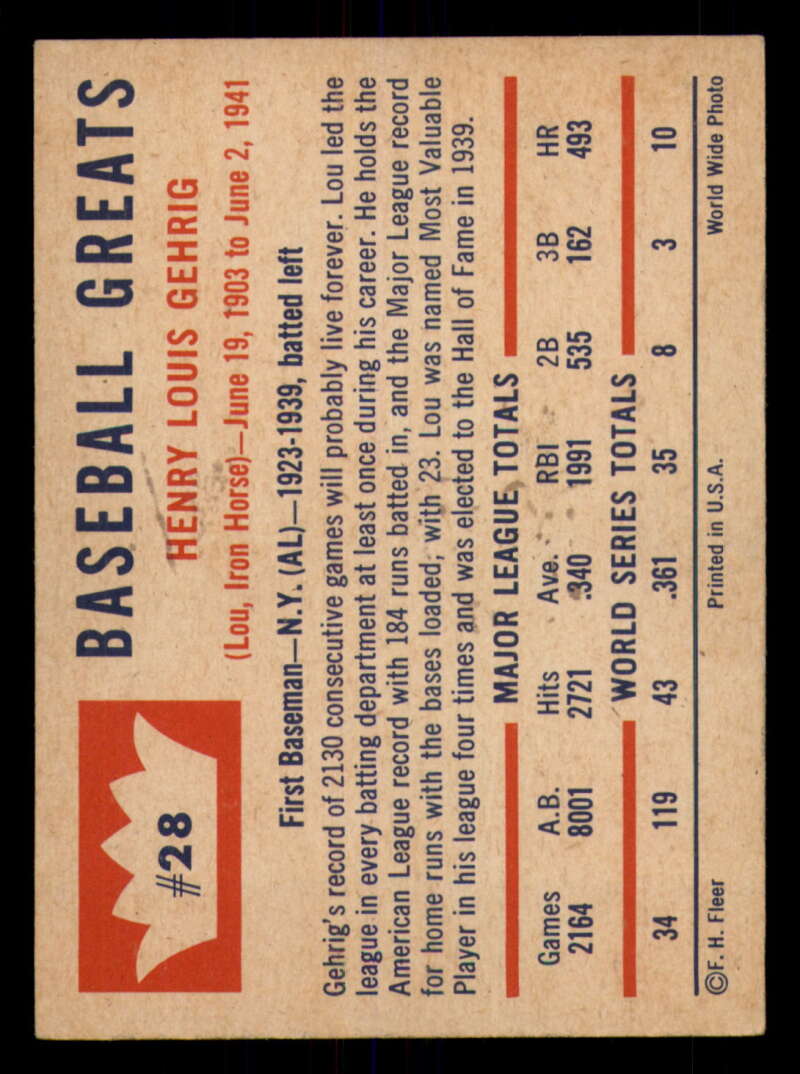 #28
BASEBALL GREATS
HENRY LOUIS GEHRIG
(Lou, Iron Horse)—June 19, 1903 to June 2, 1941
First Baseman—N.Y. (AL)—1923-1939, batted left
Gehrig's record of 2130 consecutive games will probably live forever. Lou led the
league in every batting department at least once during his career. He holds the
American League record with 184 runs batted in, and the Major League record
for home runs with the bases loaded, with 23. Lou was named Most Valuable
Player in his league four times and was elected to the Hall of Fame in 1939.
MAJOR LEAGUE TOTALS
Games A.B. Hits Ave. RBI 2B 3B HR
2164 8001 2721 .340 1991 535 162 493
WORLD SERIES TOTALS
34 119 43 .361 35 8 3 10
©F. H. Fleer Printed in U.S.A. World Wide Photo